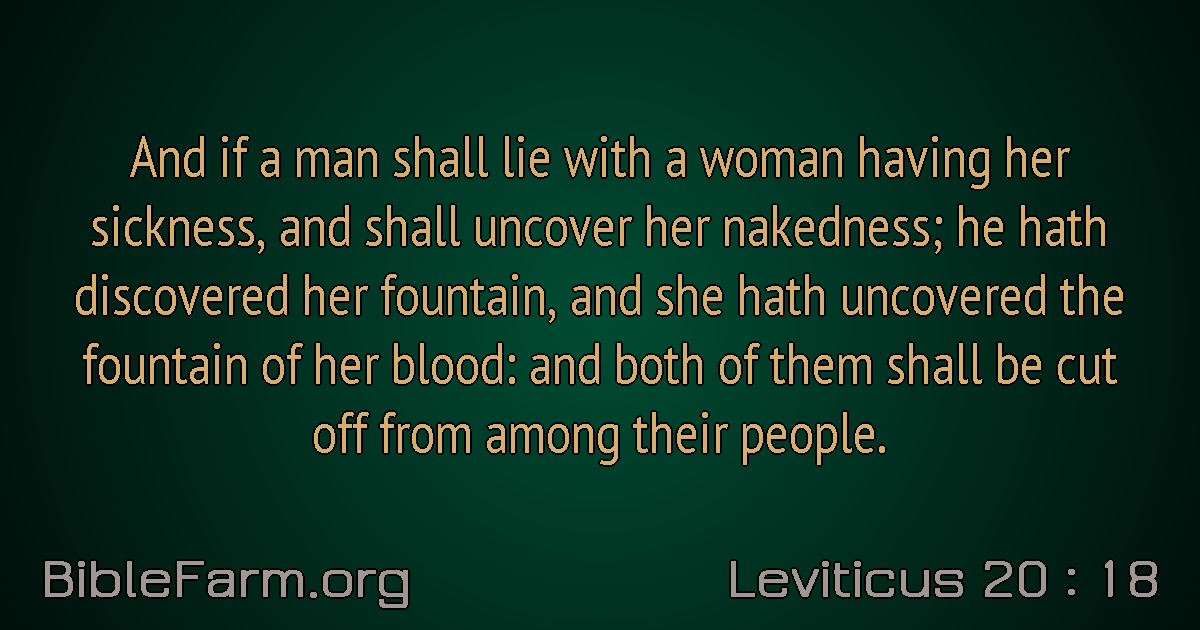 And if a man shall lie with a woman having her
sickness, and shall uncover her nakedness; he hath
discovered her fountain, and she hath uncovered the
fountain of her blood: and both of them shall be cut
off from among their people.
BibleFarm.org
Leviticus 20 : 18